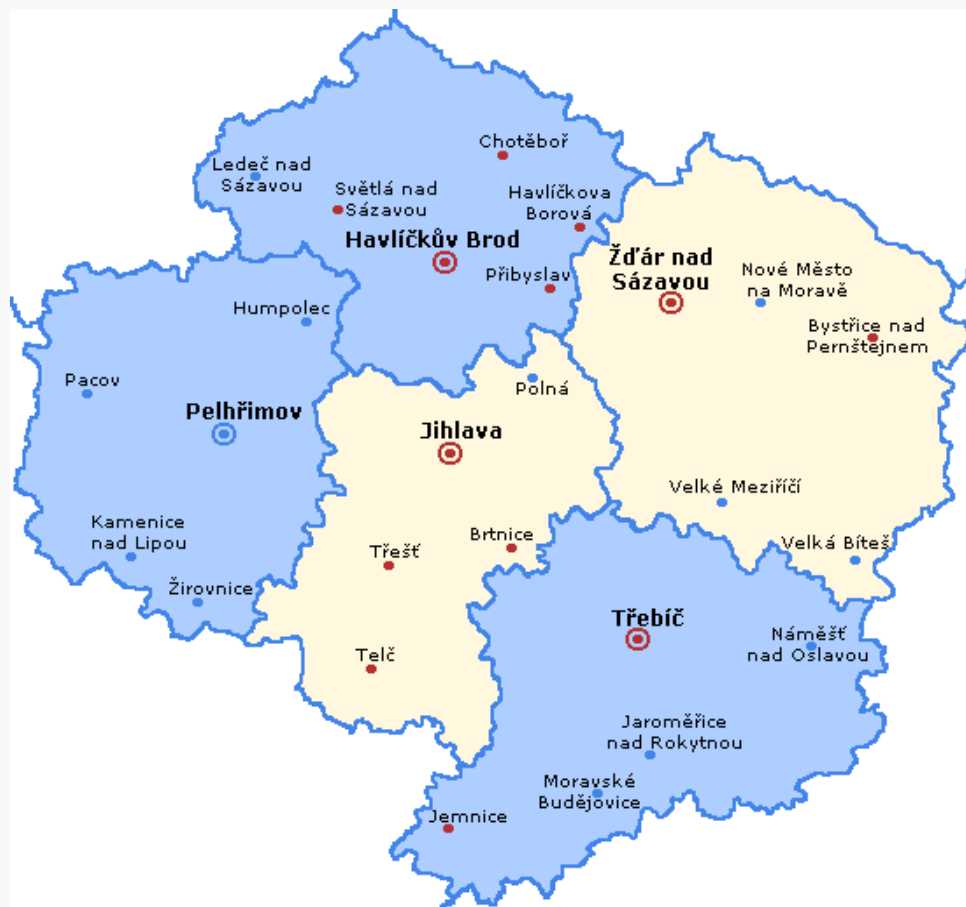 Chotěboř
Ledeč nad
Sázavou
Světlá nad
Sázavou
Havlíčkova
Borová
Havlíčkův Brod
Přibyslav
Žďár nad
Sázavou
Nové Město
na Moravě
Humpolec
Bystřice nad
Pernštejnem
Pacov
Polná
Pelhřimov
Jihlava
Velké Meziříčí
Kamenice
nad Lipou
Brtnice
Velká Bíteš
Třešť
Žirovnice
Třebíč
Náměšť
nad Oslavou
Telč
Jaroměřice
nad Rokytnou
Moravské
Budějovice
Jemnice